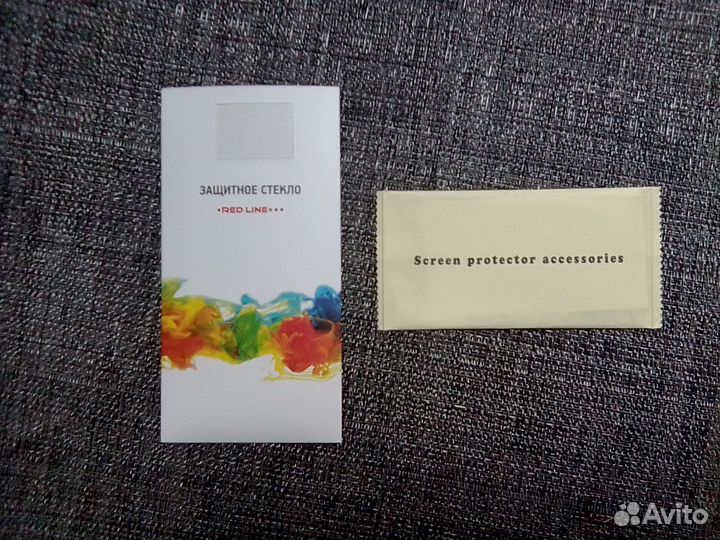 ЗАЩИТНОЕ СТЕКЛО
RED LINE
Screen protector accessories
Avito